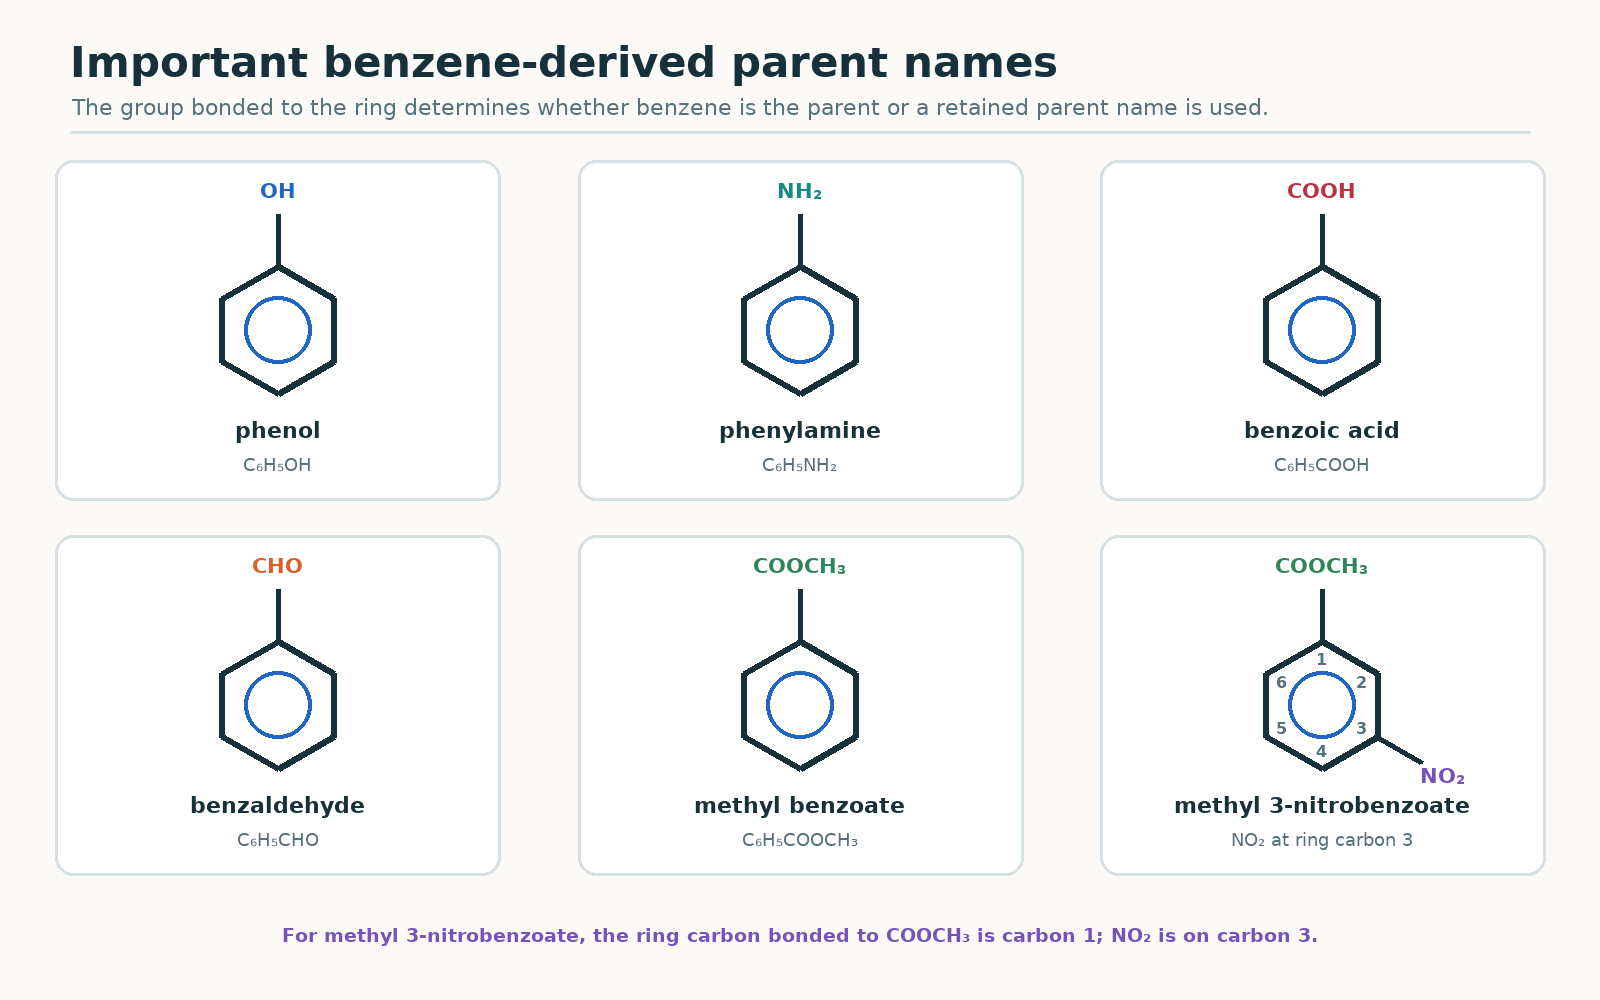 Important benzene-derived parent names
The group bonded to the ring determines whether benzene is the parent or a retained parent name is used.
OH
phenol
C₆H₅OH
NH₂
phenylamine
C₆H₅NH₂
COOH
benzoic acid
C₆H₅COOH
CHO
benzaldehyde
C₆H₅CHO
COOCH₃
methyl benzoate
C₆H₅COOCH₃
COOCH₃
1
6
2
5
3
4
NO₂
methyl 3-nitrobenzoate
NO₂ at ring carbon 3
For methyl 3-nitrobenzoate, the ring carbon bonded to COOCH₃ is carbon 1; NO₂ is on carbon 3.